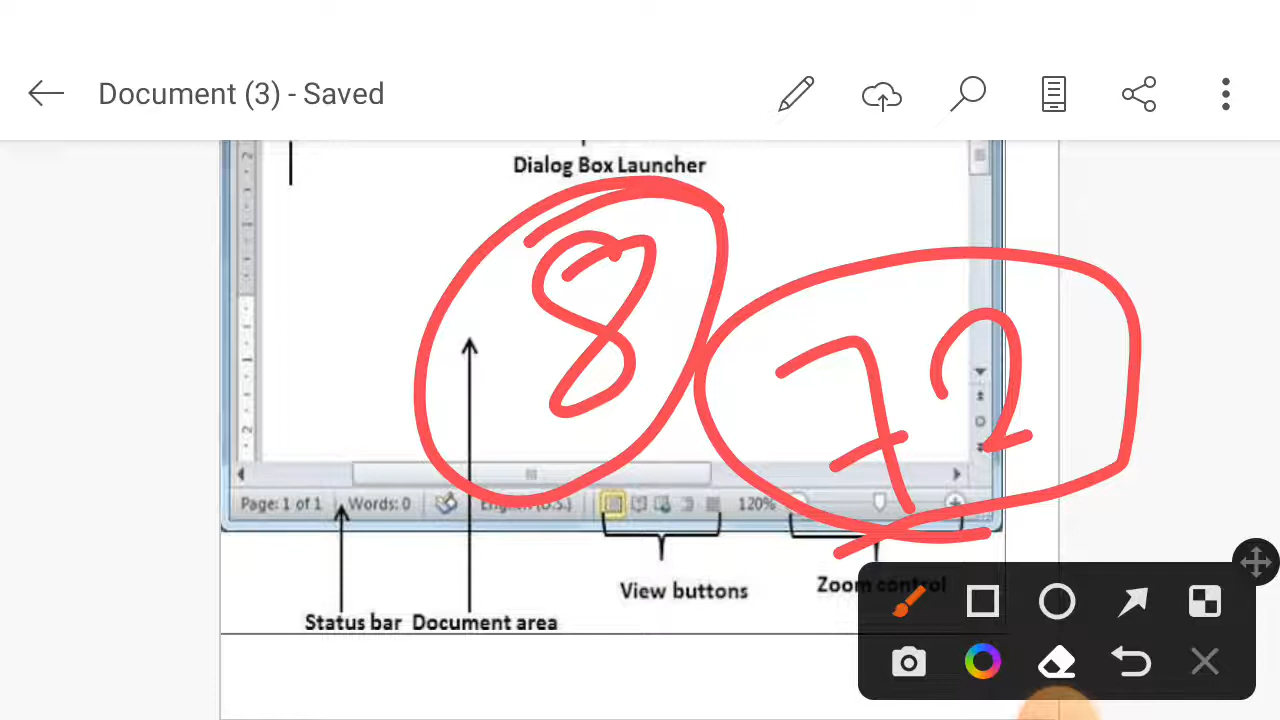 Document (3) - Saved
Dialog Box Launcher
8
72
Page: 1 of 1 Words: 0 English (U.S.) 120%
View buttons
Zoom control
Status bar Document area